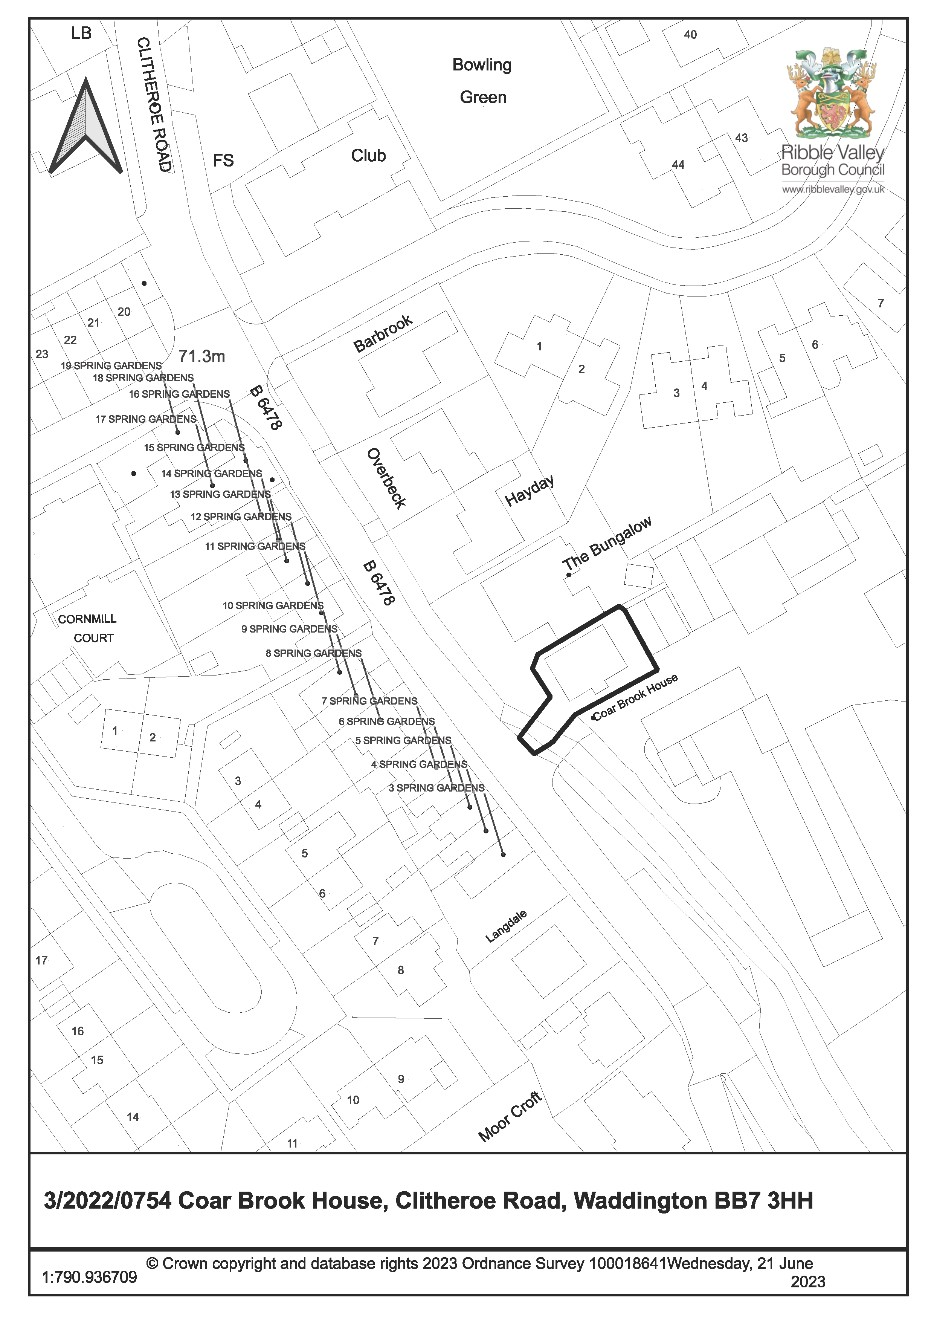 LB
CLITHEROE ROAD
Bowling
Green
40
43
44
FS
Club
Ribble Valley
Borough Council
www.ribblevalley.gov.uk
20
21
22
23
7
Barbrook
1
2
3
4
5
6
71.3m
19 SPRING GARDENS
18 SPRING GARDENS
16 SPRING GARDENS
17 SPRING GARDENS
15 SPRING GARDENS
14 SPRING GARDENS
13 SPRING GARDENS
12 SPRING GARDENS
11 SPRING GARDENS
10 SPRING GARDENS
9 SPRING GARDENS
8 SPRING GARDENS
7 SPRING GARDENS
6 SPRING GARDENS
5 SPRING GARDENS
4 SPRING GARDENS
3 SPRING GARDENS
B 6478
Overbeck
Hayday
The Bungalow
B 6478
CORNMILL
COURT
Coar Brook House
1
2
3
4
5
6
7
8
Langdale
17
16
15
14
9
10
11
Moor Croft
3/2022/0754 Coar Brook House, Clitheroe Road, Waddington BB7 3HH
1:790.936709
© Crown copyright and database rights 2023 Ordnance Survey 100018641Wednesday, 21 June
2023